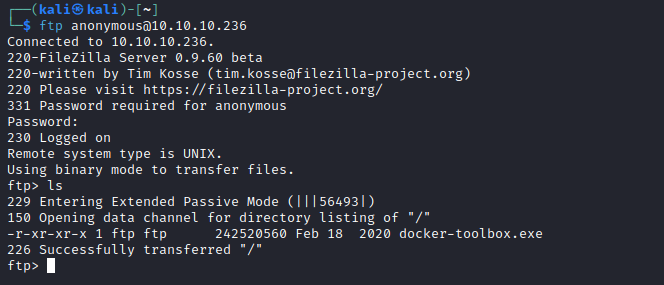 ┌──(kali㉿kali)-[~]
└─$ ftp anonymous@10.10.10.236
Connected to 10.10.10.236.
220-FileZilla Server 0.9.60 beta
220-written by Tim Kosse (tim.kosse@filezilla-project.org)
220 Please visit https://filezilla-project.org/
331 Password required for anonymous
Password:
230 Logged on
Remote system type is UNIX.
Using binary mode to transfer files.
ftp> ls
229 Entering Extended Passive Mode (|||56493|)
150 Opening data channel for directory listing of "/"
-r-xr-xr-x 1 ftp ftp      242520560 Feb 18  2020 docker-toolbox.exe
226 Successfully transferred "/"
ftp>